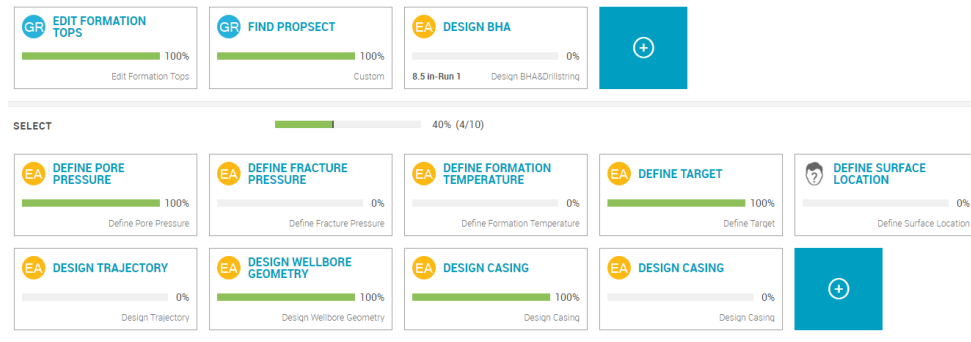 GR EDIT FORMATION TOPS
100%
Edit Formation Tops
GR FIND PROPSECT
100%
Custom
EA DESIGN BHA
0%
8.5 in-Run 1 Design BHA&Drillstring
SELECT 40% (4/10)
EA DEFINE PORE PRESSURE
100%
Define Pore Pressure
EA DEFINE FRACTURE PRESSURE
0%
Define Fracture Pressure
EA DEFINE FORMATION TEMPERATURE
0%
Define Formation Temperature
EA DEFINE TARGET
100%
Define Target
? DEFINE SURFACE LOCATION
0%
Define Surface Location
EA DESIGN TRAJECTORY
0%
Design Trajectory
EA DESIGN WELLBORE GEOMETRY
100%
Design Wellbore Geometry
EA DESIGN CASING
100%
Design Casing
EA DESIGN CASING
0%
Design Casing